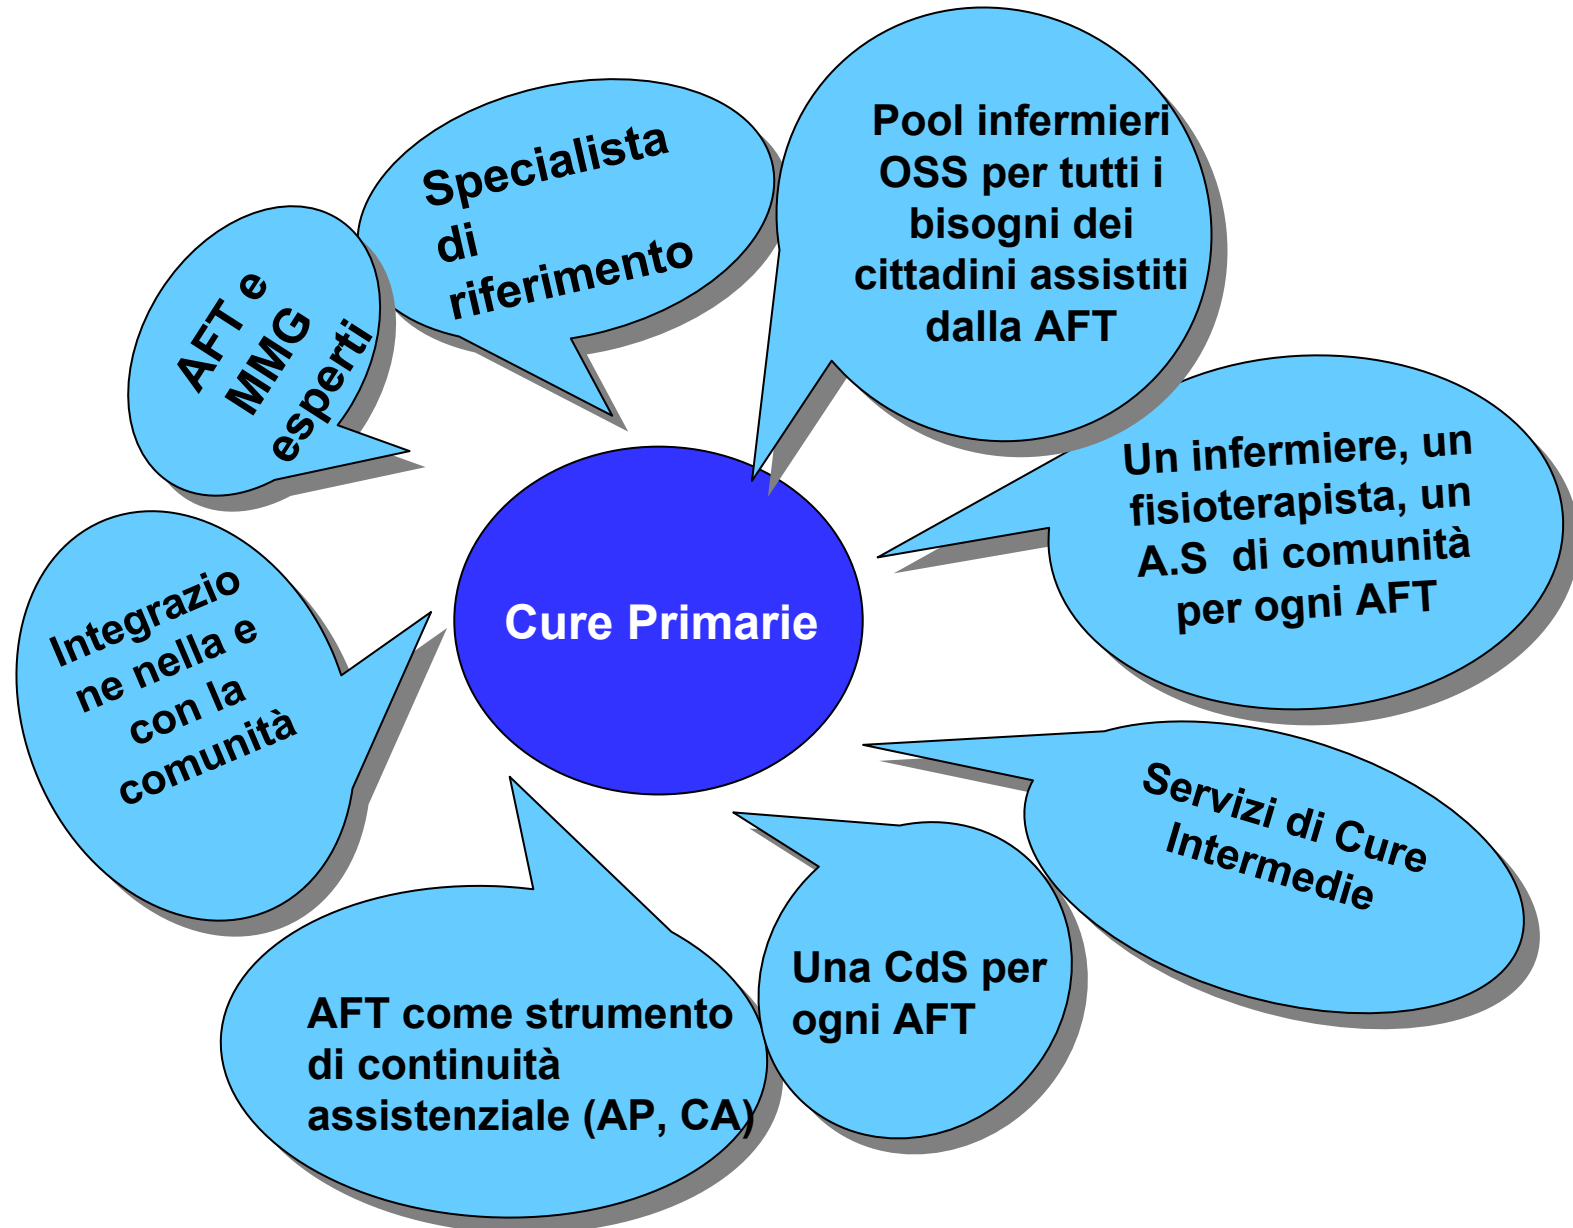 Specialista
di
riferimento
Pool infermieri
OSS per tutti i
bisogni dei
cittadini assistiti
dalla AFT
AFT e
MMG
esperti
Un infermiere, un
fisioterapista, un
A.S di comunità
per ogni AFT
Cure Primarie
Integrazio
ne nella e
con la
comunità
Servizi di Cure
Intermedie
Una CdS per
ogni AFT
AFT come strumento
di continuità
assistenziale (AP, CA)